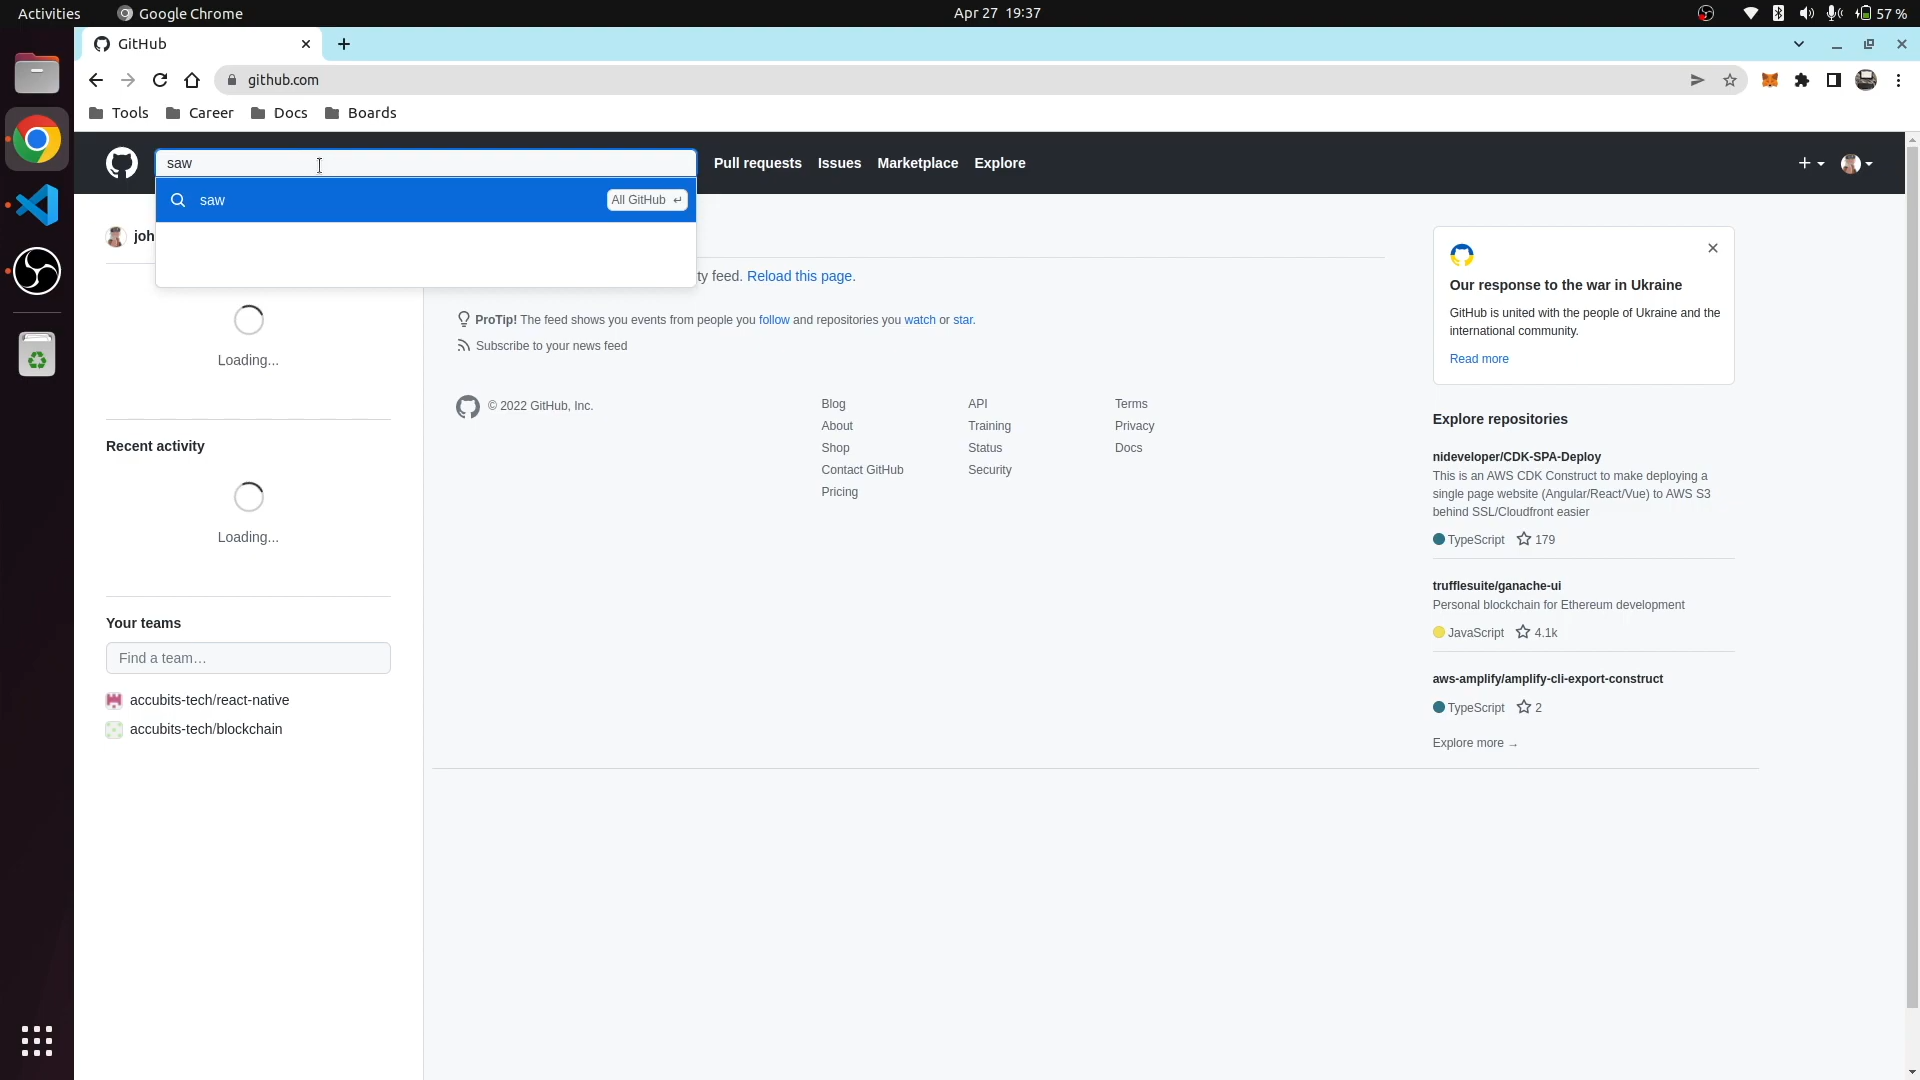 Activities
Google Chrome
Apr 27 19:37
57 %
GitHub
github.com
Tools
Career
Docs
Boards
saw
Pull requests
Issues
Marketplace
Explore
saw
All GitHub ↵
joh
ty feed. Reload this page.
ProTip! The feed shows you events from people you follow and repositories you watch or star.
Subscribe to your news feed
Loading...
Recent activity
Loading...
Your teams
Find a team…
accubits-tech/react-native
accubits-tech/blockchain
© 2022 GitHub, Inc.
Blog
About
Shop
Contact GitHub
Pricing
API
Training
Status
Security
Terms
Privacy
Docs
Our response to the war in Ukraine
GitHub is united with the people of Ukraine and the
international community.
Read more
Explore repositories
nideveloper/CDK-SPA-Deploy
This is an AWS CDK Construct to make deploying a
single page website (Angular/React/Vue) to AWS S3
behind SSL/Cloudfront easier
TypeScript 179
trufflesuite/ganache-ui
Personal blockchain for Ethereum development
JavaScript 4.1k
aws-amplify/amplify-cli-export-construct
TypeScript 2
Explore more →